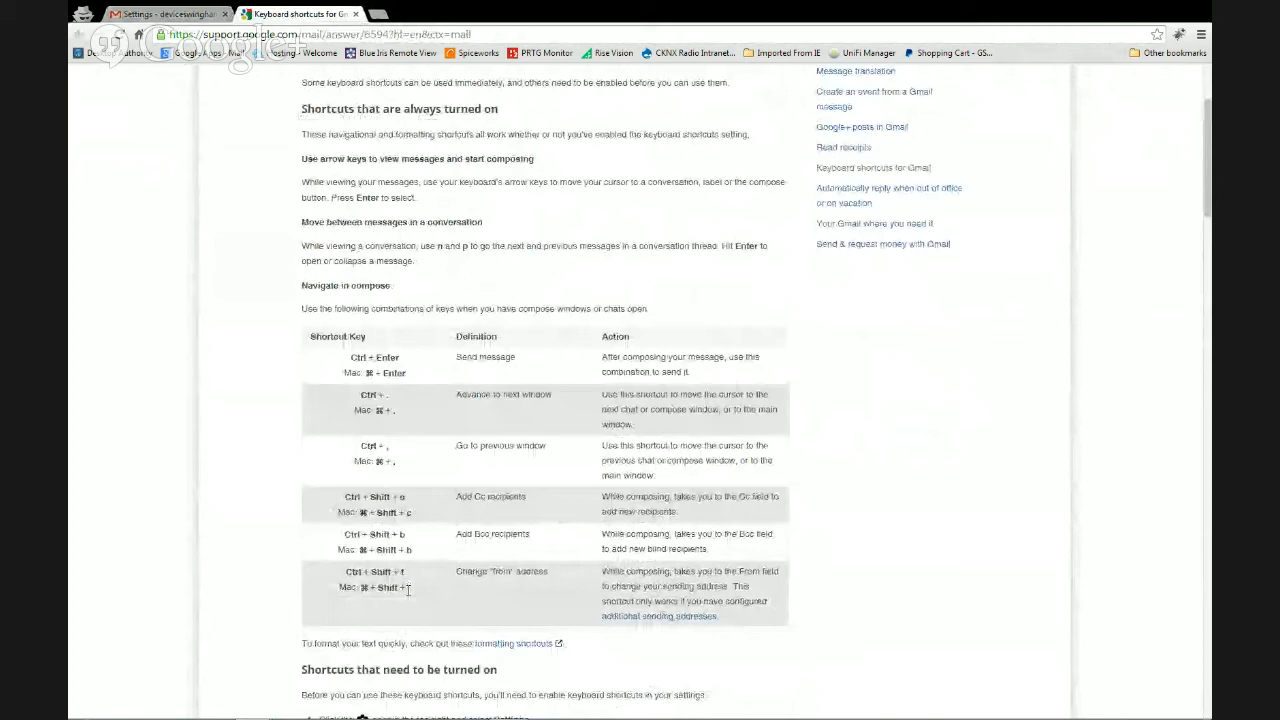 Settings - deviceswingha
Keyboard shortcuts for Gm
https://support.google.com/mail/answer/6594?hl=en&ctx=mail
Google+
Google Apps - Mail
Welcome
Blue Iris Remote View
Spiceworks
PRTG Monitor
Rise Vision
CKNX Radio Intranet...
Imported From IE
UniFi Manager
Shopping Cart - GS...
Other bookmarks
Some keyboard shortcuts can be used immediately, and others need to be enabled before you can use them.
Shortcuts that are always turned on
These navigational and formatting shortcuts all work whether or not you've enabled the keyboard shortcuts setting.
Use arrow keys to view messages and start composing
While viewing your messages, use your keyboard's arrow keys to move your cursor to a conversation, label or the compose
button. Press Enter to select.
Move between messages in a conversation
While viewing a conversation, use n and p to go the next and previous messages in a conversation thread. Hit Enter to
open or collapse a message.
Navigate in compose
Use the following combinations of keys when you have compose windows or chats open.
Shortcut Key Definition Action
Ctrl + Enter Send message After composing your message, use this
Mac: ⌘ + Enter combination to send it.
Ctrl + . Advance to next window Use this shortcut to move the cursor to the
Mac: ⌘ + . next chat or compose window, or to the main
window.
Ctrl + , Go to previous window Use this shortcut to move the cursor to the
Mac: ⌘ + , previous chat or compose window, or to the
main window.
Ctrl + Shift + c Add Cc recipients While composing, takes you to the Cc field to
Mac: ⌘ + Shift + c add new recipients.
Ctrl + Shift + b Add Bcc recipients While composing, takes you to the Bcc field
Mac: ⌘ + Shift + b to add new blind recipients.
Ctrl + Shift + f Change "from" address While composing, takes you to the From field
Mac: ⌘ + Shift + to change your sending address. This
shortcut only works if you have configured
additional sending addresses.
To format your text quickly, check out these formatting shortcuts
Shortcuts that need to be turned on
Before you can use these keyboard shortcuts, you'll need to enable keyboard shortcuts in your settings.
Message translation
Create an event from a Gmail
message
Google+ posts in Gmail
Read receipts
Keyboard shortcuts for Gmail
Automatically reply when out of office
or on vacation
Your Gmail where you need it
Send & request money with Gmail